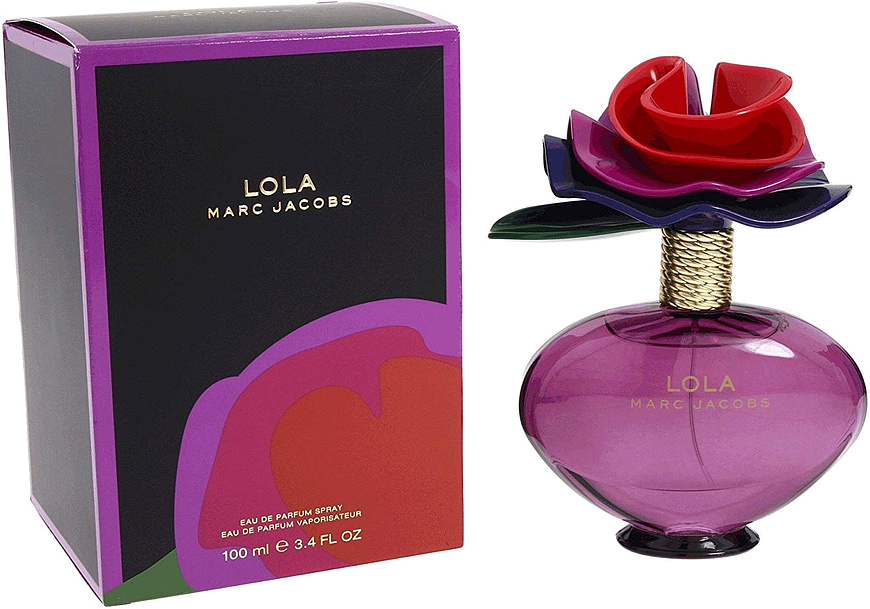 LOLA
MARC JACOBS
EAU DE PARFUM SPRAY
EAU DE PARFUM VAPORISATEUR
100 ml ℮ 3.4 FL OZ
LOLA
MARC JACOBS